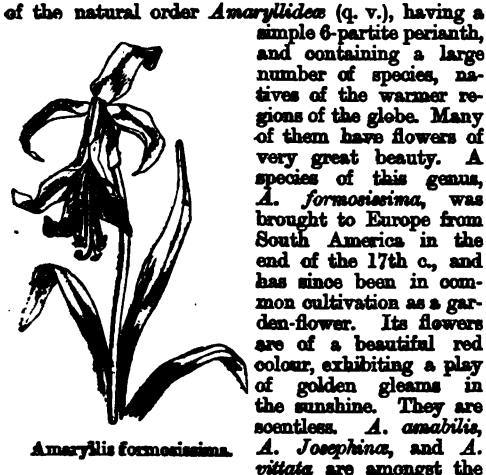 of the natural order Amaryllideæ (q. v.), having a
simple 6-partite perianth,
and containing a large
number of species, na-
tives of the warmer re-
gions of the globe. Many
of them have flowers of
very great beauty. A
species of this genus,
A. formosissima, was
brought to Europe from
South America in the
end of the 17th c., and
has since been in com-
mon cultivation as a gar-
den-flower. Its flowers
are of a beautiful red
colour, exhibiting a play
of golden gleams in
the sunshine. They are
scentless. A. amabilis,
A. Josephinæ, and A.
vittata are amongst the
Amaryllis formosissima.